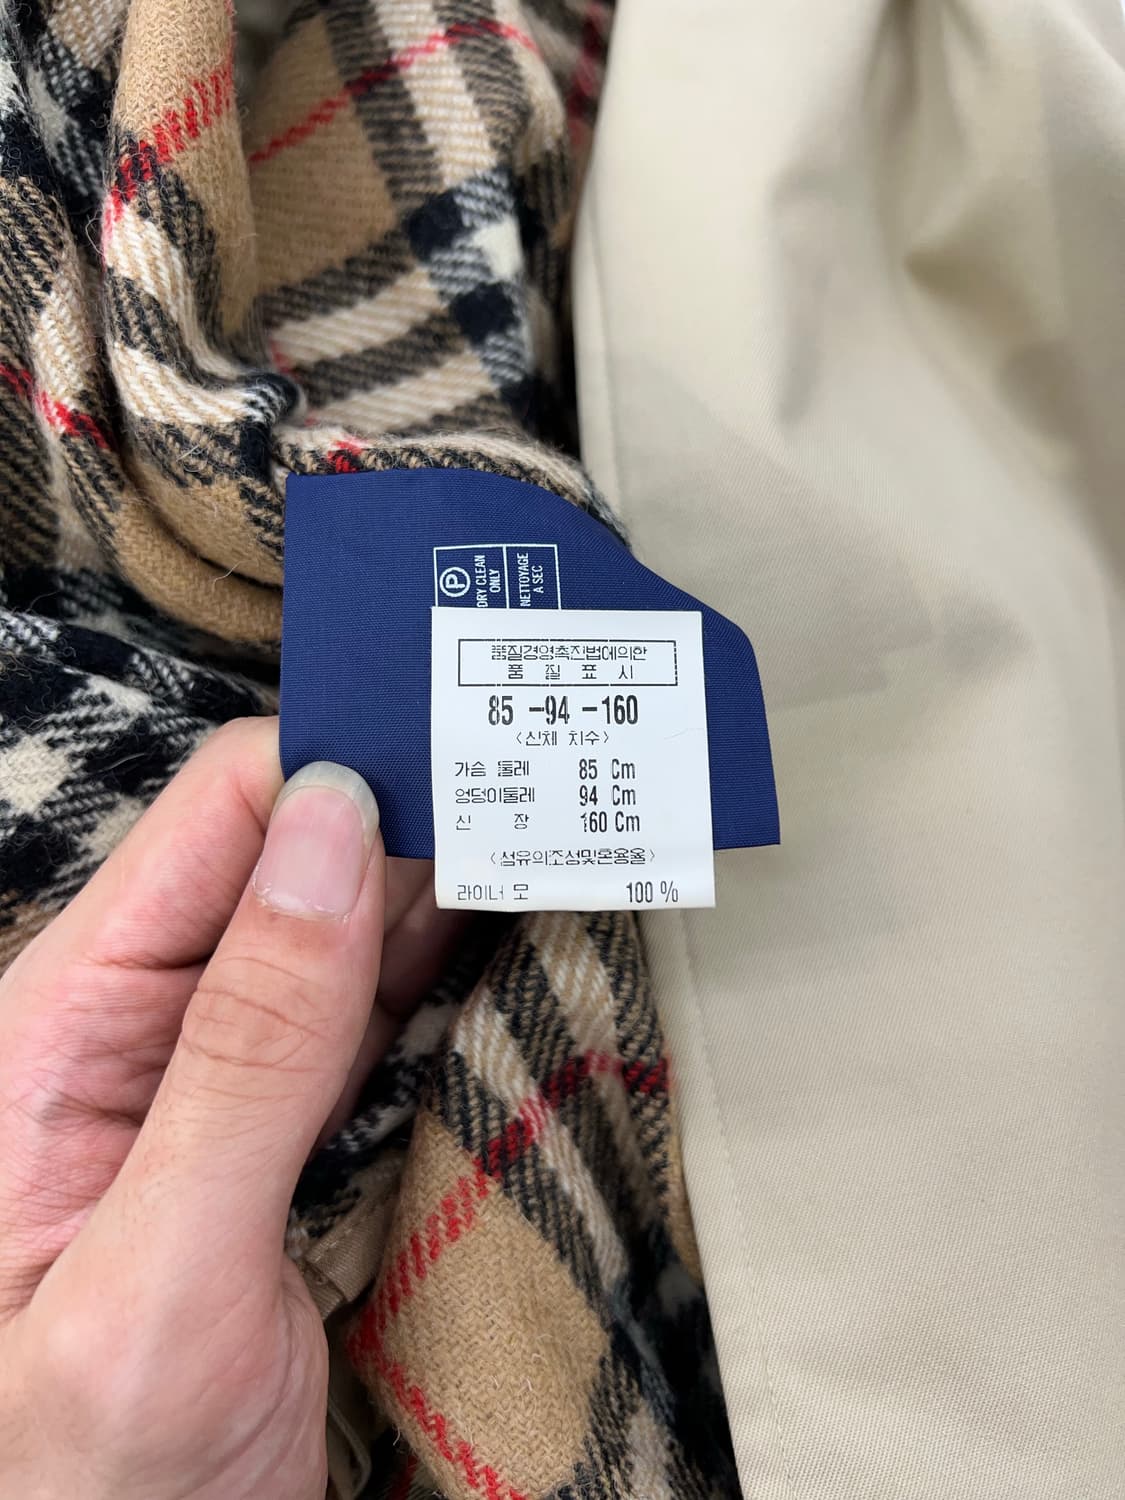 P
DRY CLEAN
ONLY
NETTOYAGE
A SEC
품질경영촉진법에의한
품 질 표 시
85 -94 -160
<신체 치수>
가슴 둘레 85 Cm
엉덩이둘레 94 Cm
신 장 160 Cm
<섬유의조성및혼용율>
라이너 모 100 %